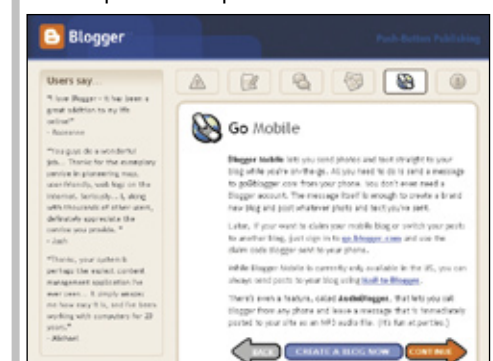 Blogger
Push-Button Publishing
Users say...
"I love Blogger - it has been a
great addition to my life
online!"
"You guys do a wonderful
job... Thanks for the exemplary
service in pioneering
user-friendly, web logs on the
internet. Seriously... I, along
with thousands of other users,
definitely appreciate the
service you provide. "
- Josh
"Thanks, your system is
perhaps the easiest content
management application I've
ever seen... It simply amazes
me how easy it is, and I've been
working with computers for 20
years."
- Michael
Go Mobile
Blogger Mobile lets you send photos and text straight to your
blog while you're on-the-go. All you need to do is send a message
to go@blogger.com from your phone. You don't even need a
Blogger account. The message itself is enough to create a brand
new blog and post whatever photo and text you've sent.
Later, if you want to claim your mobile blog or switch your posts
to another blog, just sign in to go.blogger.com and use the
claim code Blogger sent to your phone.
While Blogger Mobile is currently only available in the US, you can
always send posts to your blog using Mail-to-Blogger.
There's even a feature, called AudioBlogger, that lets you call
Blogger from any phone and leave a message that is immediately
posted to your site as an MP3 audio file. (It's fun at parties.)
BACK
CREATE A BLOG NOW
CONTINUE